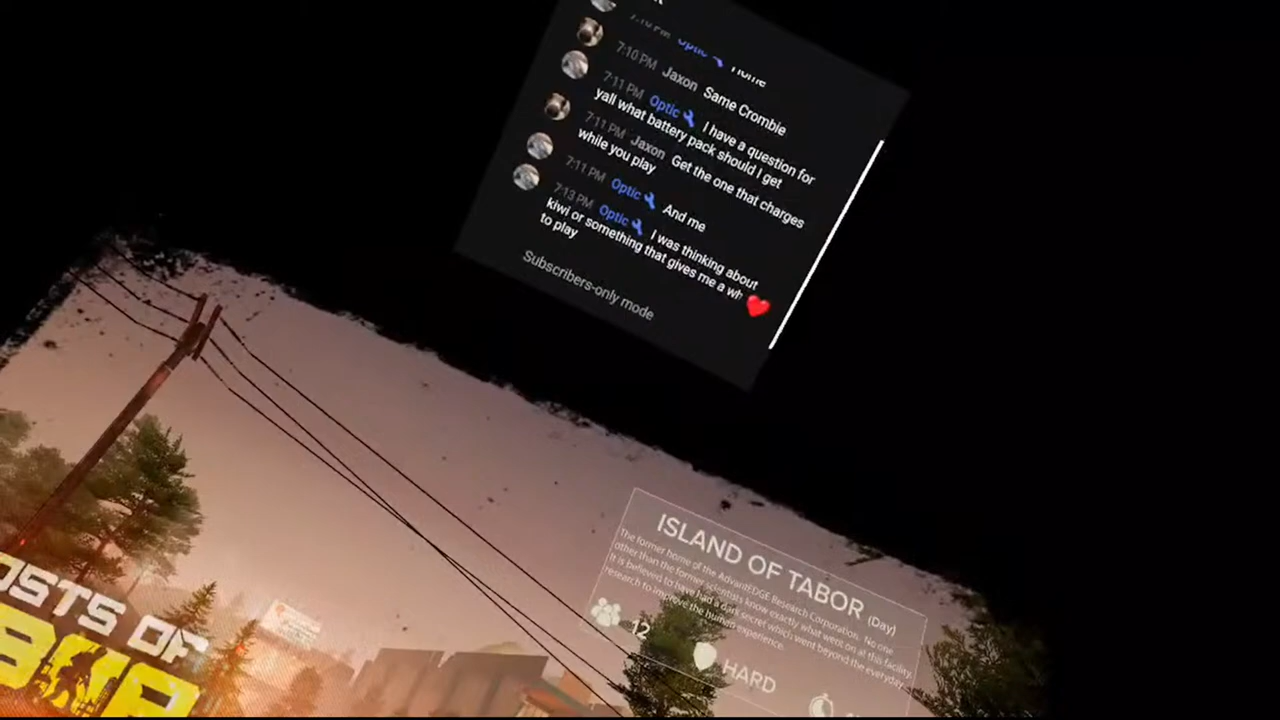 7:10 PM Optic Home
7:10 PM Jaxon Same Crombie
7:11 PM Optic I have a question for
yall what battery pack should I get
7:11 PM Jaxon Get the one that charges
while you play
7:11 PM Optic And me
7:13 PM Optic I was thinking about
kiwi or something that gives me a
to play
Subscribers-only mode
ISLAND OF TABOR (Day)
The former home of the AdvantEDGE Research Corporation. No one
other than the former scientists know exactly what went on at this facility.
It is believed to have had a dark secret which went beyond the everyday
research to improve the human experience.
12
HARD
OSTS OF